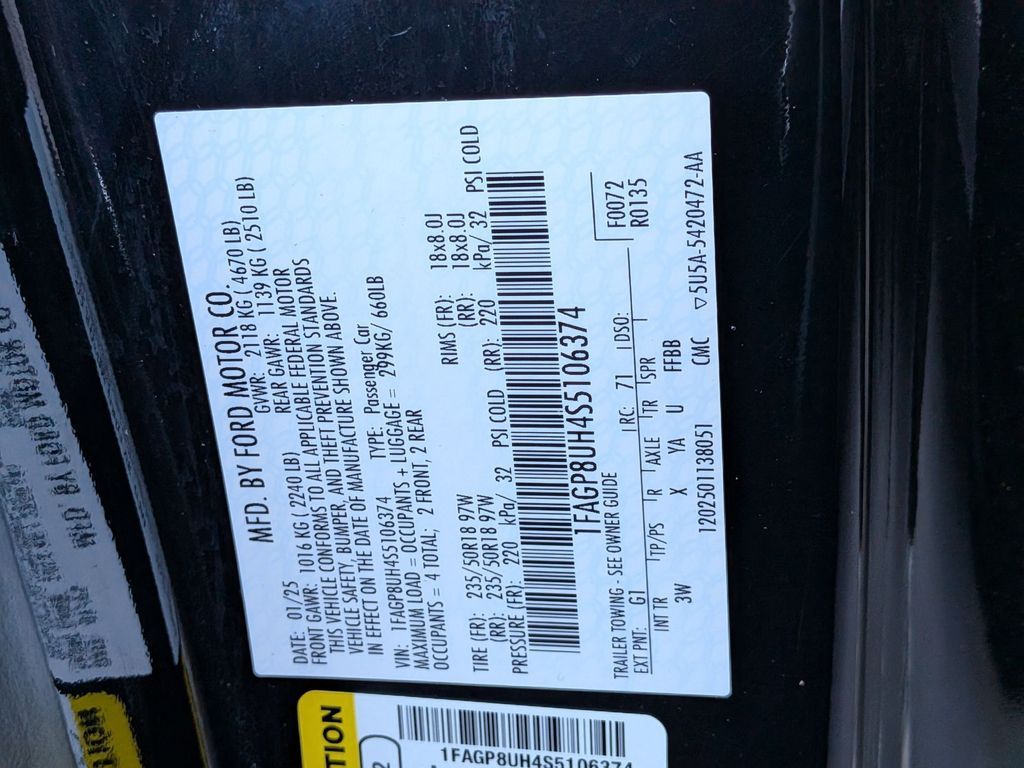 MFD. BY FORD MOTOR CO.
DATE: 01/25 GVWR: 2118 KG ( 4670 LB)
FRONT GAWR: 1016 KG ( 2240 LB) REAR GAWR: 1139 KG ( 2510 LB)
THIS VEHICLE CONFORMS TO ALL APPLICABLE FEDERAL MOTOR
VEHICLE SAFETY, BUMPER, AND THEFT PREVENTION STANDARDS
IN EFFECT ON THE DATE OF MANUFACTURE SHOWN ABOVE.
VIN: 1FAGP8UH4S5106374 TYPE: Passenger Car
MAXIMUM LOAD = OCCUPANTS + LUGGAGE = 299KG/ 660LB
OCCUPANTS = 4 TOTAL; 2 FRONT, 2 REAR
RIMS (FR): 18x8.0J
TIRE (FR): 235/50R18 97W
(RR): 235/50R18 97W (RR): 18x8.0J
PRESSURE (FR): 220 kPa/ 32 PSI COLD (RR): 220 kPa/ 32 PSI COLD
1FAGP8UH4S5106374
TRAILER TOWING - SEE OWNER GUIDE
F0072
EXT PNT: G1 RC: 71 DSO: R0135
INT TR TP/PS R AXLE TR SPR
3W X YA U FFBB
120250113B051 CMC ▽5U5A-5420472-AA
TION
2
1FAGP8UH4S5106374